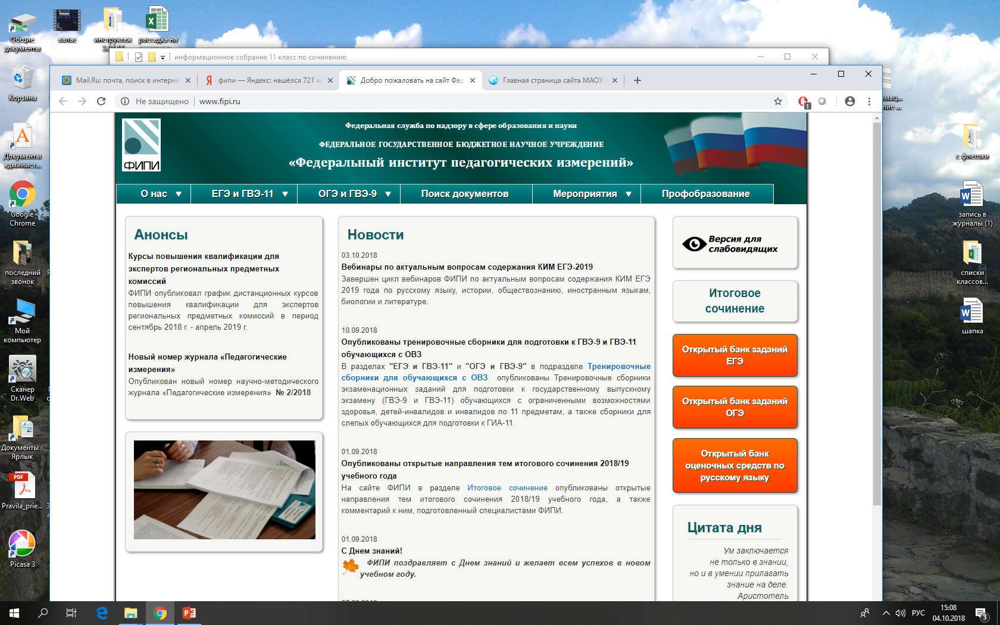 Общие
документы
вальс
инструктаж
рассадка на
Корзина
Документы
админист...
Google
Chrome
последний
звонок
Мой
компьютер
Сканер
Dr.Web
Документы -
Ярлык
PDF
Pravila_prie...
Picasa 3
информационное собрание 11 класс по сочинению
Mail.Ru: почта, поиск в интерне
фипи — Яндекс: нашёлся 721 м
Добро пожаловать на сайт Фед
Главная страница сайта МАОУ
Не защищено
www.fipi.ru
1
ФИПИ
Федеральная служба по надзору в сфере образования и науки
ФЕДЕРАЛЬНОЕ ГОСУДАРСТВЕННОЕ БЮДЖЕТНОЕ НАУЧНОЕ УЧРЕЖДЕНИЕ
«Федеральный институт педагогических измерений»
О нас ▼
ЕГЭ и ГВЭ-11 ▼
ОГЭ и ГВЭ-9 ▼
Поиск документов
Мероприятия ▼
Профобразование
Анонсы
Курсы повышения квалификации для
экспертов региональных предметных
комиссий
ФИПИ опубликовал график дистанционных курсов
повышения квалификации для экспертов
региональных предметных комиссий в период
сентябрь 2018 г. - апрель 2019 г.
Новый номер журнала «Педагогические
измерения»
Опубликован новый номер научно-методического
журнала «Педагогические измерения» № 2/2018
Новости
03.10.2018
Вебинары по актуальным вопросам содержания КИМ ЕГЭ-2019
Завершен цикл вебинаров ФИПИ по актуальным вопросам содержания КИМ ЕГЭ
2019 года по русскому языку, истории, обществознанию, иностранным языкам,
биологии и литературе.
10.09.2018
Опубликованы тренировочные сборники для подготовки к ГВЭ-9 и ГВЭ-11
обучающихся с ОВЗ
В разделах "ЕГЭ и ГВЭ-11" и "ОГЭ и ГВЭ-9" в подразделе Тренировочные
сборники для обучающихся с ОВЗ опубликованы Тренировочные сборники
экзаменационных заданий для подготовки к государственному выпускному
экзамену (ГВЭ-9 и ГВЭ-11) обучающихся с ограниченными возможностями
здоровья, детей-инвалидов и инвалидов по 11 предметам, а также сборники для
слепых обучающихся для подготовки к ГИА-11.
01.09.2018
Опубликованы открытые направления тем итогового сочинения 2018/19
учебного года
На сайте ФИПИ в разделе Итоговое сочинение опубликованы открытые
направления тем итогового сочинения 2018/19 учебного года, а также
комментарий к ним, подготовленный специалистами ФИПИ.
01.09.2018
С Днем знаний!
ФИПИ поздравляет с Днем знаний и желает всем успехов в новом
учебном году.
Версия для
слабовидящих
Итоговое
сочинение
Открытый банк заданий
ЕГЭ
Открытый банк заданий
ОГЭ
Открытый банк
оценочных средств по
русскому языку
Цитата дня
Ум заключается
не только в знании,
но и в умении прилагать
знание на деле.
Аристотель
с флешки
запись в
журналы (1)
списки
классов...
шапка
РУС
15:08
04.10.2018
3